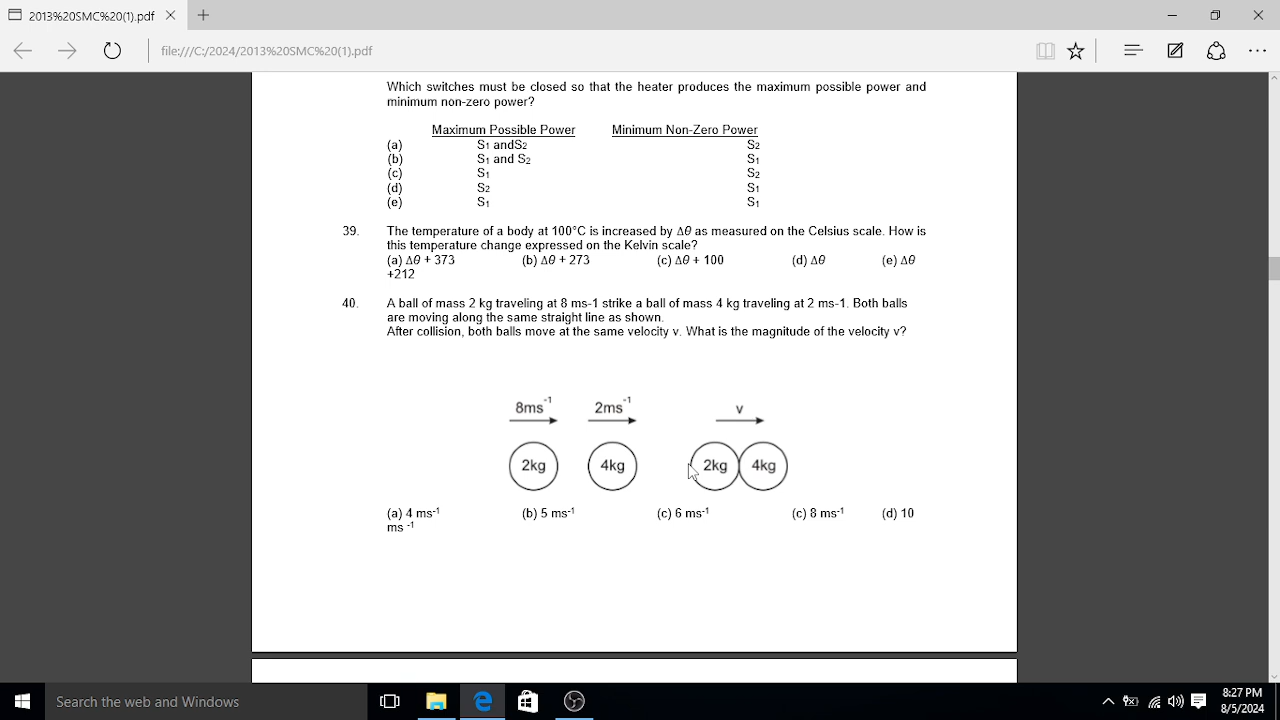 2013%20SMC%20(1).pdf
file:///C:/2024/2013%20SMC%20(1).pdf
Which switches must be closed so that the heater produces the maximum possible power and
minimum non-zero power?
Maximum Possible Power Minimum Non-Zero Power
(a) S1 andS2 S2
(b) S1 and S2 S1
(c) S1 S2
(d) S2 S1
(e) S1 S1
39. The temperature of a body at 100°C is increased by Δθ as measured on the Celsius scale. How is
this temperature change expressed on the Kelvin scale?
(a) Δθ + 373 (b) Δθ + 273 (c) Δθ + 100 (d) Δθ (e) Δθ
+212
40. A ball of mass 2 kg traveling at 8 ms-1 strike a ball of mass 4 kg traveling at 2 ms-1. Both balls
are moving along the same straight line as shown.
After collision, both balls move at the same velocity v. What is the magnitude of the velocity v?
8ms⁻¹ 2ms⁻¹ v
2kg 4kg 2kg 4kg
(a) 4 ms⁻¹ (b) 5 ms⁻¹ (c) 6 ms⁻¹ (c) 8 ms⁻¹ (d) 10
ms ⁻¹
Search the web and Windows
8:27 PM
8/5/2024